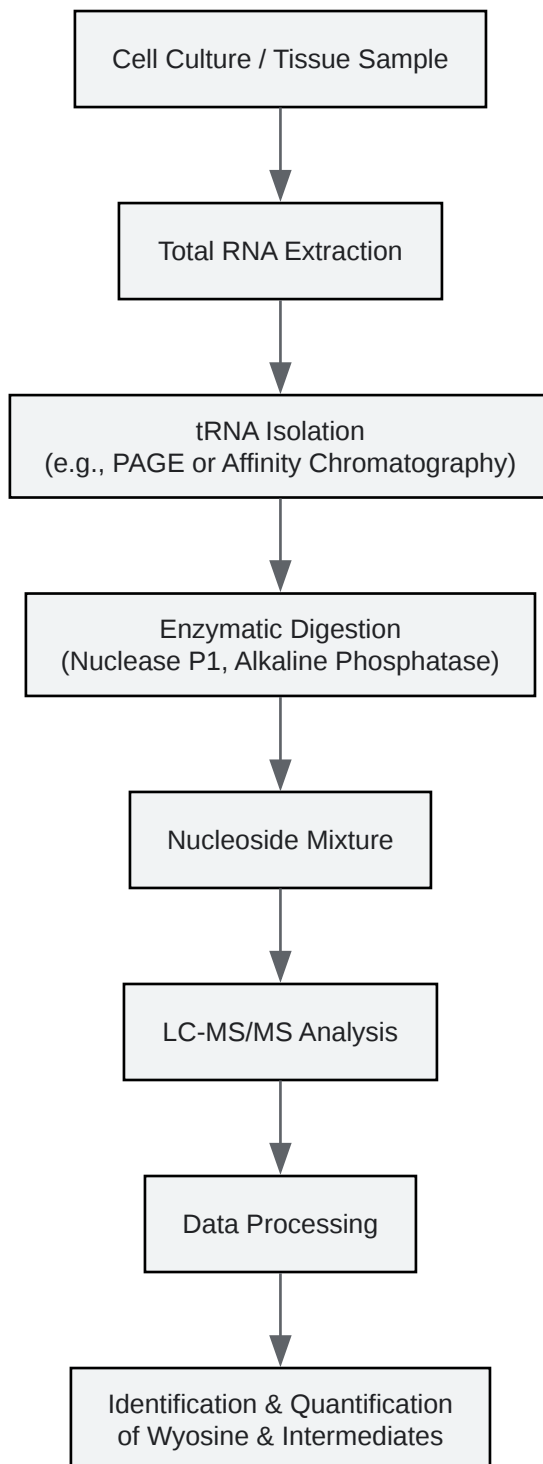 Cell Culture / Tissue Sample
Total RNA Extraction
tRNA Isolation
(e.g., PAGE or Affinity Chromatography)
Enzymatic Digestion
(Nuclease P1, Alkaline Phosphatase)
Nucleoside Mixture
LC-MS/MS Analysis
Data Processing
Identification & Quantification
of Wyosine & Intermediates